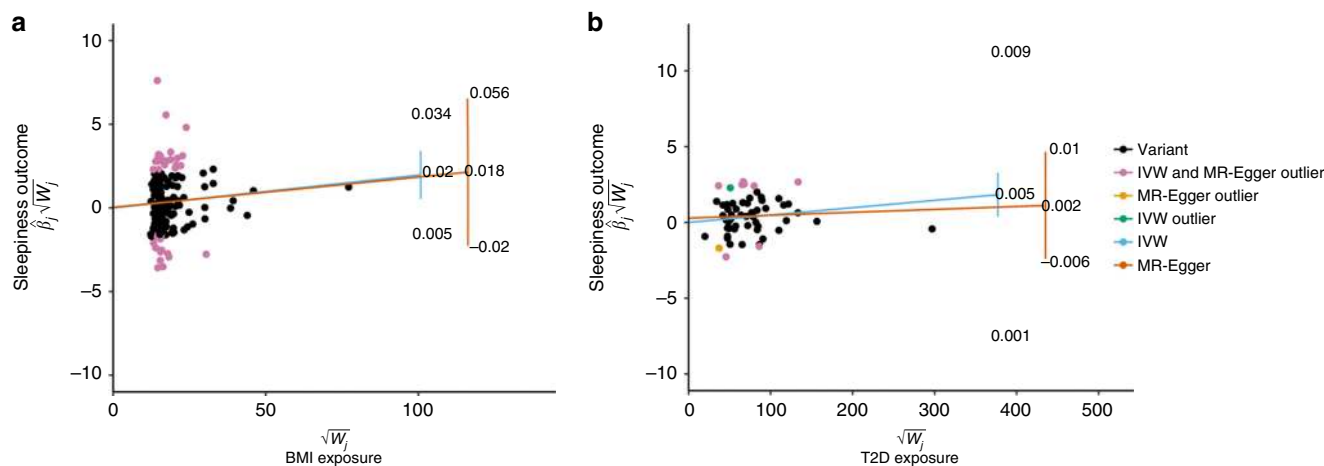 a
10
5
0
−5
−10
Sleepiness outcome
β̂j√Wj
0.056
0.034
0.02
0.018
0.005
−0.02
0
50
100
√Wj
BMI exposure
b
10
5
0
−5
−10
Sleepiness outcome
β̂j√Wj
0.009
0.01
0.005
0.002
−0.006
0.001
0
100
200
300
400
500
√Wj
T2D exposure
Variant
IVW and MR-Egger outlier
MR-Egger outlier
IVW outlier
IVW
MR-Egger